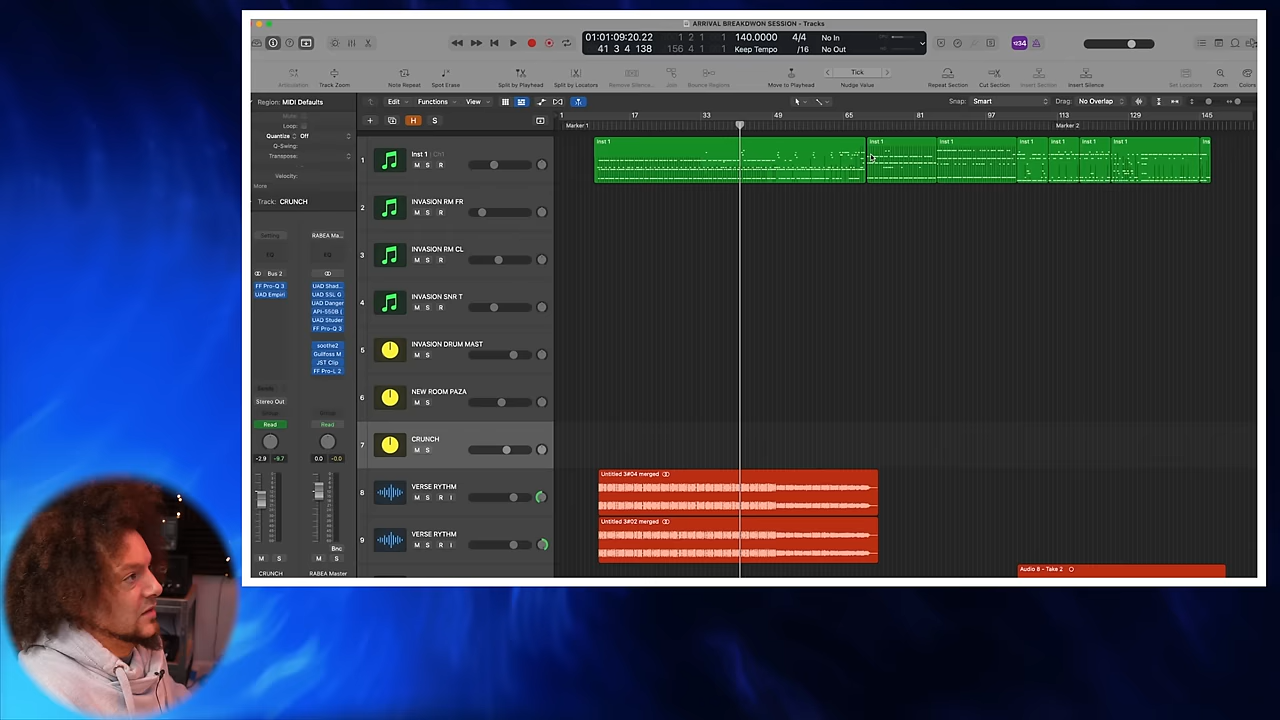 ARRIVAL BREAKDWON SESSION - Tracks
01:01:09:20.22
41 3 4 138
1 2 1 1
156 4 1 1
140.0000
Keep Tempo
4/4
/16
No In
No Out
1234
Articulation
Track Zoom
Note Repeat
Spot Erase
Split by Playhead
Split by Locators
Remove Silence...
Join
Bounce Regions
Move to Playhead
Tick
Nudge Value
Repeat Section
Cut Section
Insert Section
Insert Silence
Set Locators
Zoom
Colors
Region: MIDI Defaults
Mute:
Loop:
Quantize Off
Q-Swing:
Transpose:
Velocity:
More
Track: CRUNCH
Edit
Functions
View
Snap: Smart
Drag: No Overlap
H
S
1
17
33
49
65
81
97
113
129
145
Marker 1
Marker 2
1
Inst 1
Ch1
M S R
Inst 1
Inst 1
Inst 1
Inst 1
Inst 1
Inst 1
Inst 1
Ins
2
INVASION RM FR
M S R
3
INVASION RM CL
M S R
4
INVASION SNR T
M S R
5
INVASION DRUM MAST
M S
6
NEW ROOM PAZA
M S
7
CRUNCH
M S
8
VERSE RYTHM
M S R I
Untitled 3#04 merged
9
VERSE RYTHM
M S R I
Untitled 3#02 merged
Audio 8 - Take 2
Setting
RABEA Ma...
EQ
EQ
Bus 2
FF Pro-Q 3
UAD Empiri
UAD Shad...
UAD SSL G
UAD Danger
API-550B (
UAD Studer
FF Pro-Q 3
soothe2
Gullfoss M
JST Clip
FF Pro-L 2
Sends
Stereo Out
Group
Group
Read
Read
-2.9 -9.7
0.0 -0.0
Bnc
M S
M S
CRUNCH
RABEA Master